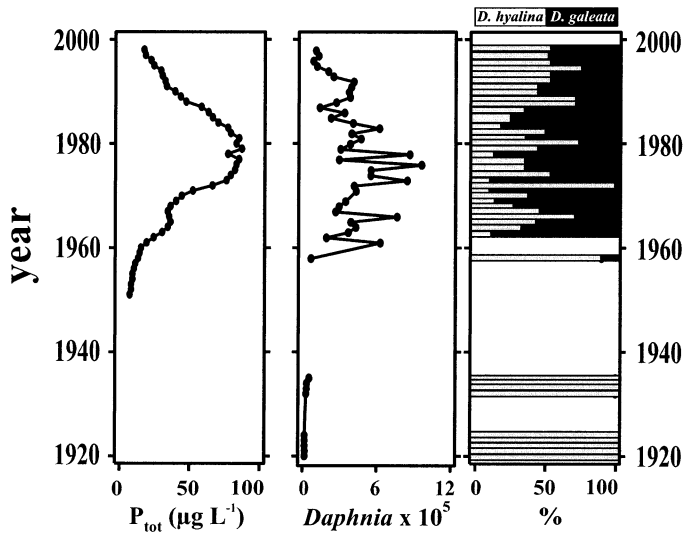 D. hyalina D. galeata
2000 2000
1980 1980
year
1960 1960
1940 1940
1920 1920
0 50 100 0 6 12 0 50 100
Ptot (µg L-1) Daphnia x 10^5 %